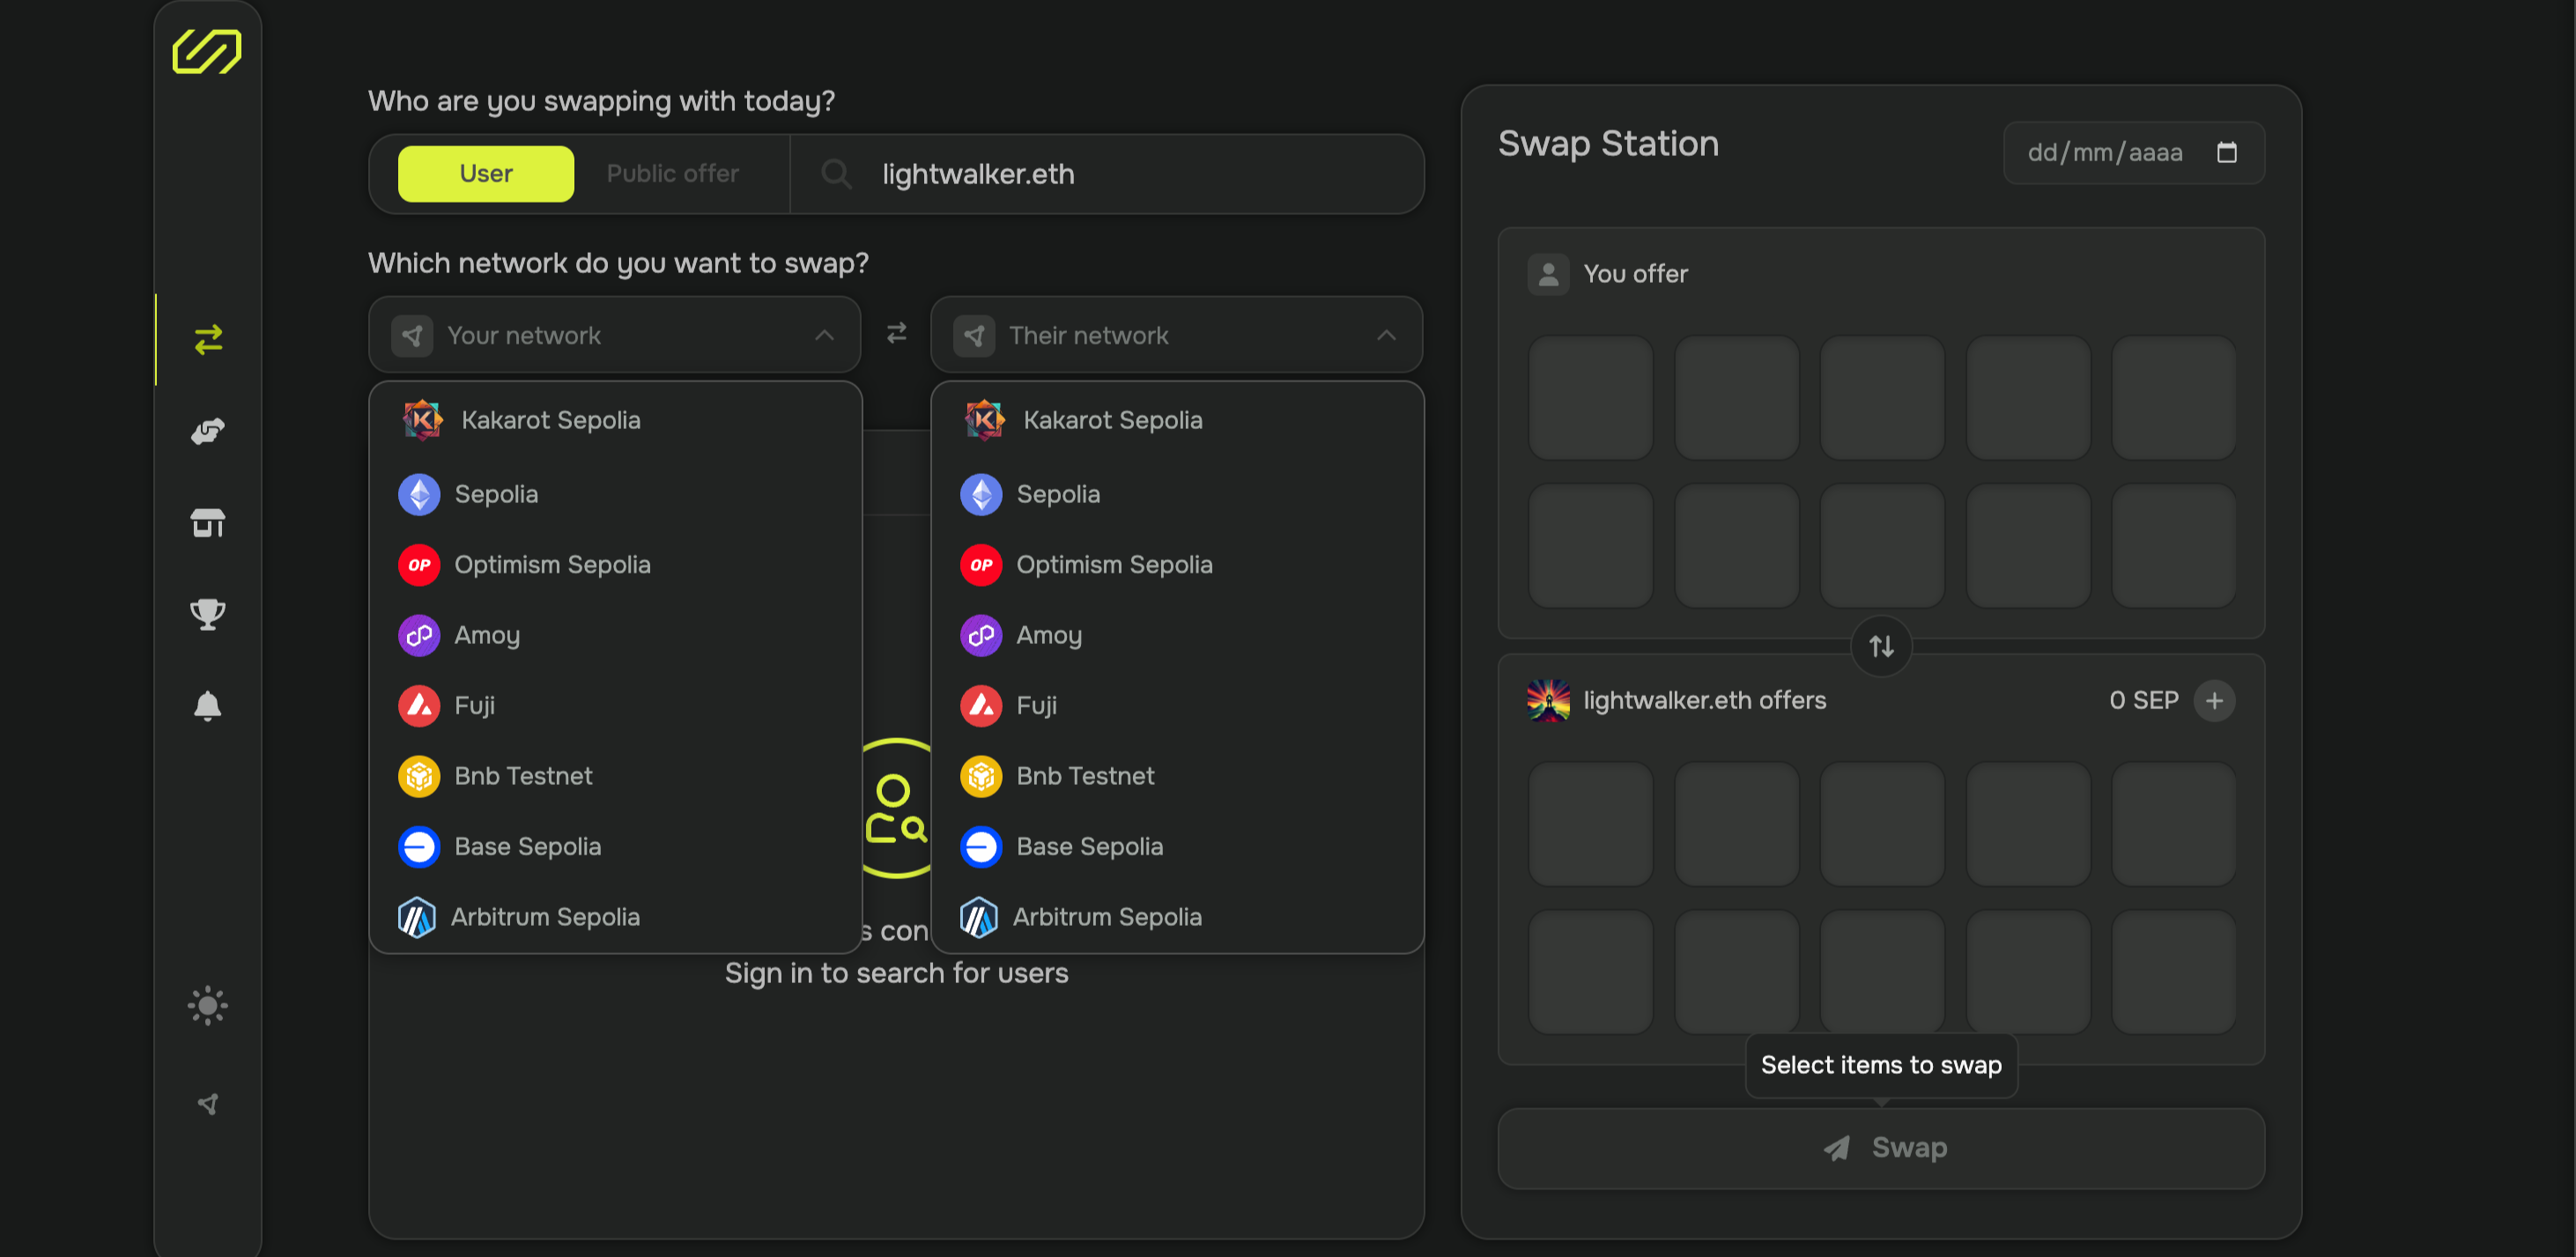 Who are you swapping with today?
User
Public offer
lightwalker.eth
Which network do you want to swap?
Your network
Their network
Kakarot Sepolia
Sepolia
Optimism Sepolia
Amoy
Fuji
Bnb Testnet
Base Sepolia
Arbitrum Sepolia
Kakarot Sepolia
Sepolia
Optimism Sepolia
Amoy
Fuji
Bnb Testnet
Base Sepolia
Arbitrum Sepolia
s con
Sign in to search for users
Swap Station
dd/mm/aaaa
You offer
lightwalker.eth offers
0 SEP
Select items to swap
Swap